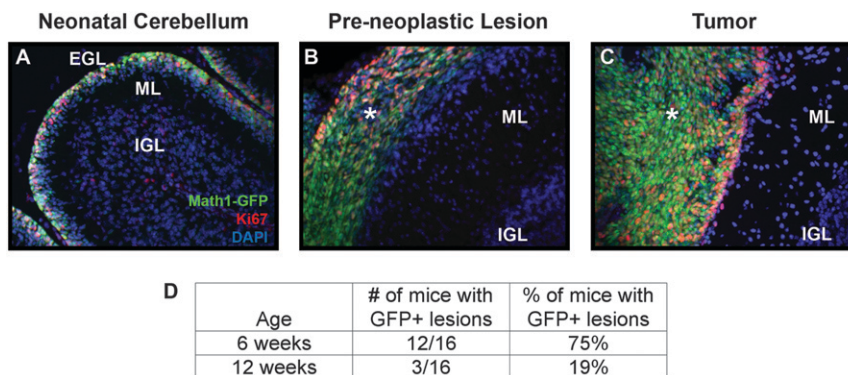 Neonatal Cerebellum
Pre-neoplastic Lesion
Tumor
A
EGL
ML
IGL
Math1-GFP
Ki67
DAPI
B
*
ML
IGL
C
*
ML
IGL
D
Age
# of mice with
GFP+ lesions
% of mice with
GFP+ lesions
6 weeks 12/16 75%
12 weeks 3/16 19%